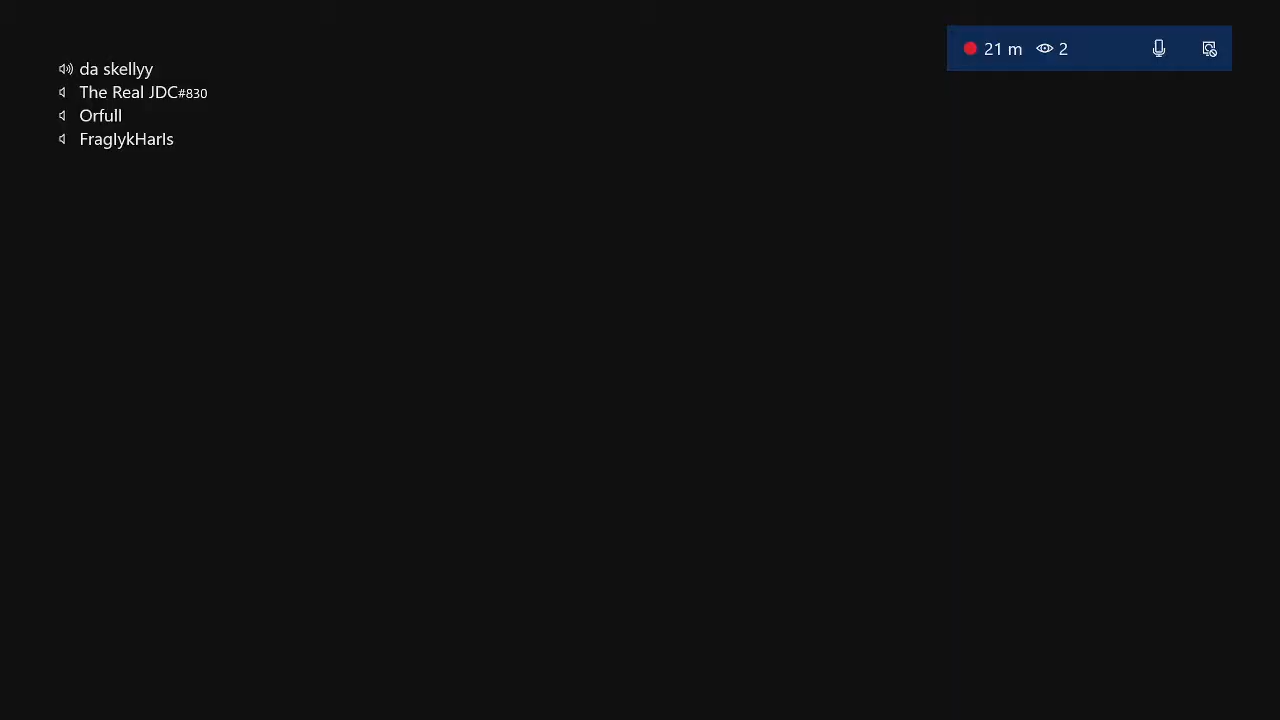 da skellyy
The Real JDC#830
Orfull
FraglykHarls
21 m 2